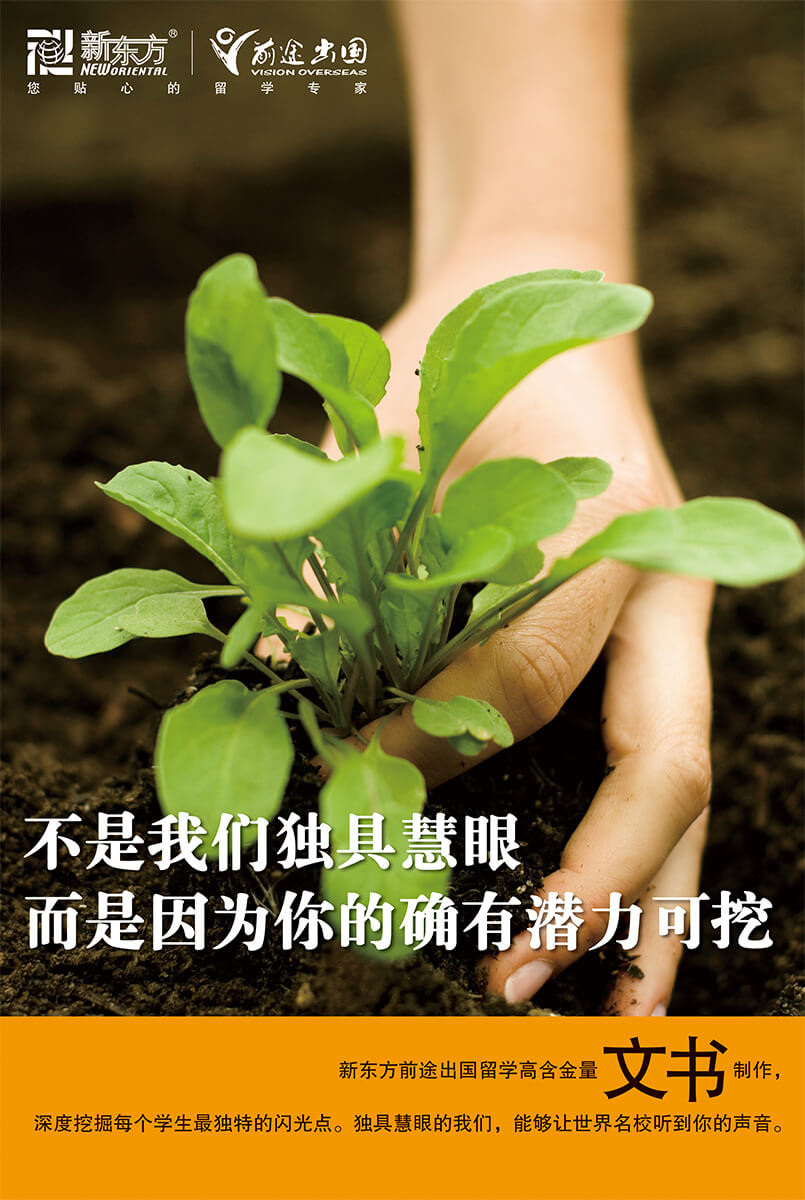 新东方® 前途出国
NEW ORIENTAL VISION OVERSEAS
您贴心的留学专家
不是我们独具慧眼
而是因为你的确有潜力可挖
新东方前途出国留学高含金量文书制作，
深度挖掘每个学生最独特的闪光点。独具慧眼的我们，能够让世界名校听到你的声音。